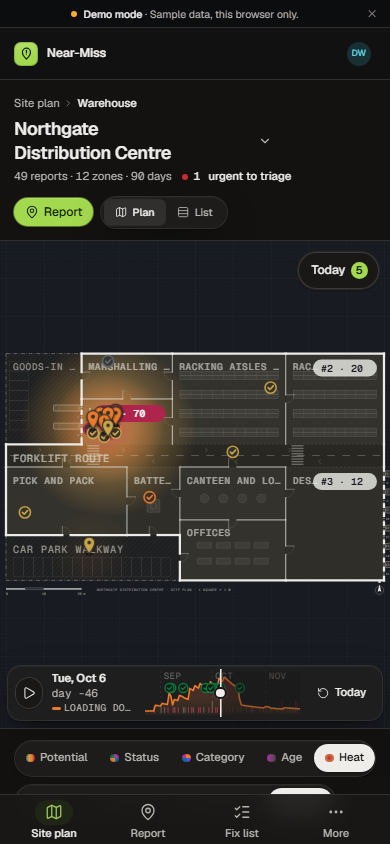 Demo mode · Sample data, this browser only.
Near-Miss
DW
Site plan > Warehouse
Northgate
Distribution Centre
49 reports · 12 zones · 90 days
1 urgent to triage
Report
Plan
List
Today 5
GOODS-IN …
MARSHALLING …
RACKING AISLES …
RAC
#2 · 20
· 70
FORKLIFT ROUTE
PICK AND PACK
BATTE…
CANTEEN AND LO…
DES
#3 · 12
OFFICES
CAR PARK WALKWAY
Tue, Oct 6
day -46
LOADING DO…
SEP
OCT
NOV
Today
Potential
Status
Category
Age
Heat
Site plan
Report
Fix list
More